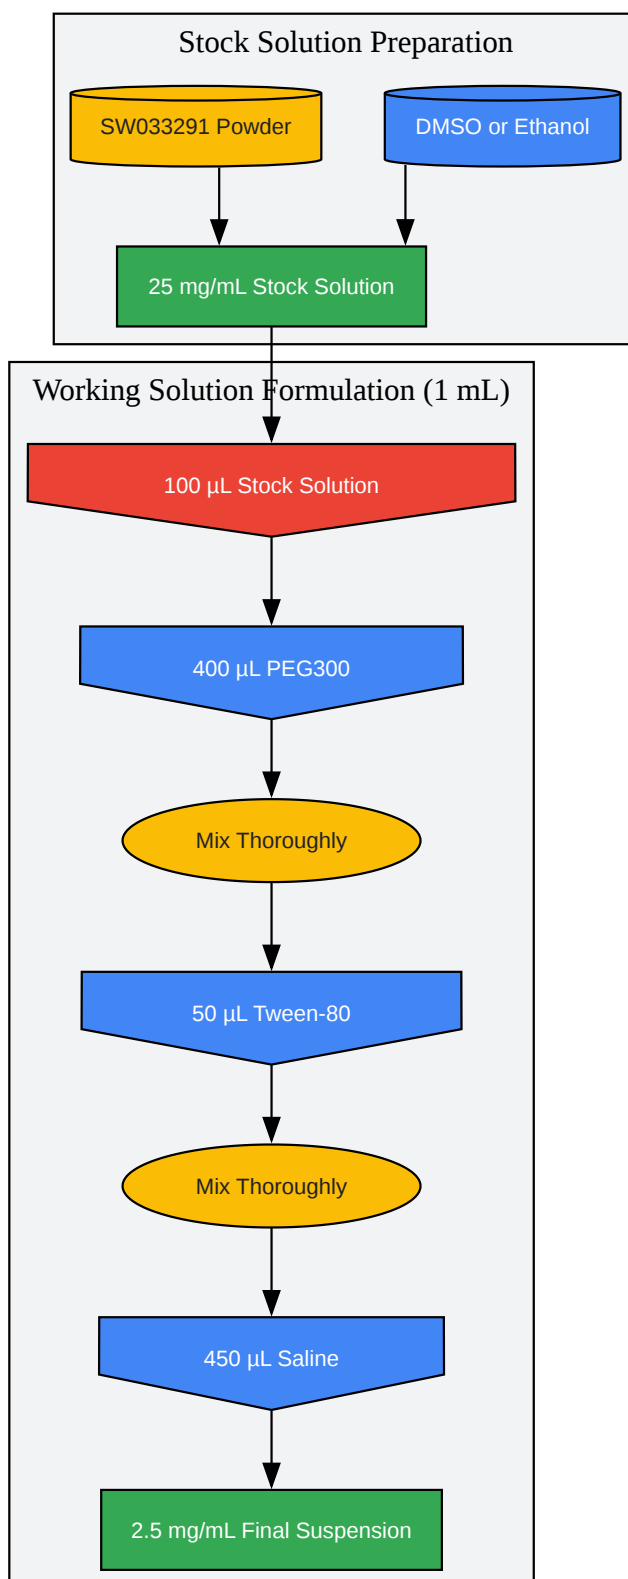 Stock Solution Preparation
SW033291 Powder
DMSO or Ethanol
25 mg/mL Stock Solution
Working Solution Formulation (1 mL)
100 µL Stock Solution
400 µL PEG300
Mix Thoroughly
50 µL Tween-80
Mix Thoroughly
450 µL Saline
2.5 mg/mL Final Suspension